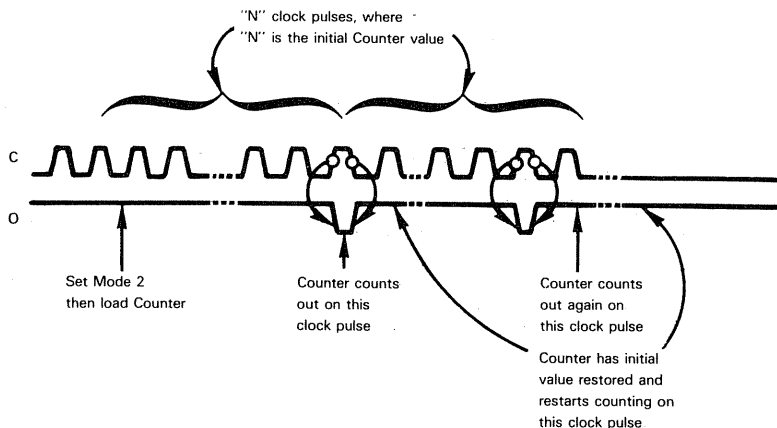 "N" clock pulses, where
"N" is the initial Counter value
C
O
Set Mode 2
then load Counter
Counter counts
out on this
clock pulse
Counter counts
out again on
this clock pulse
Counter has initial
value restored and
restarts counting on
this clock pulse